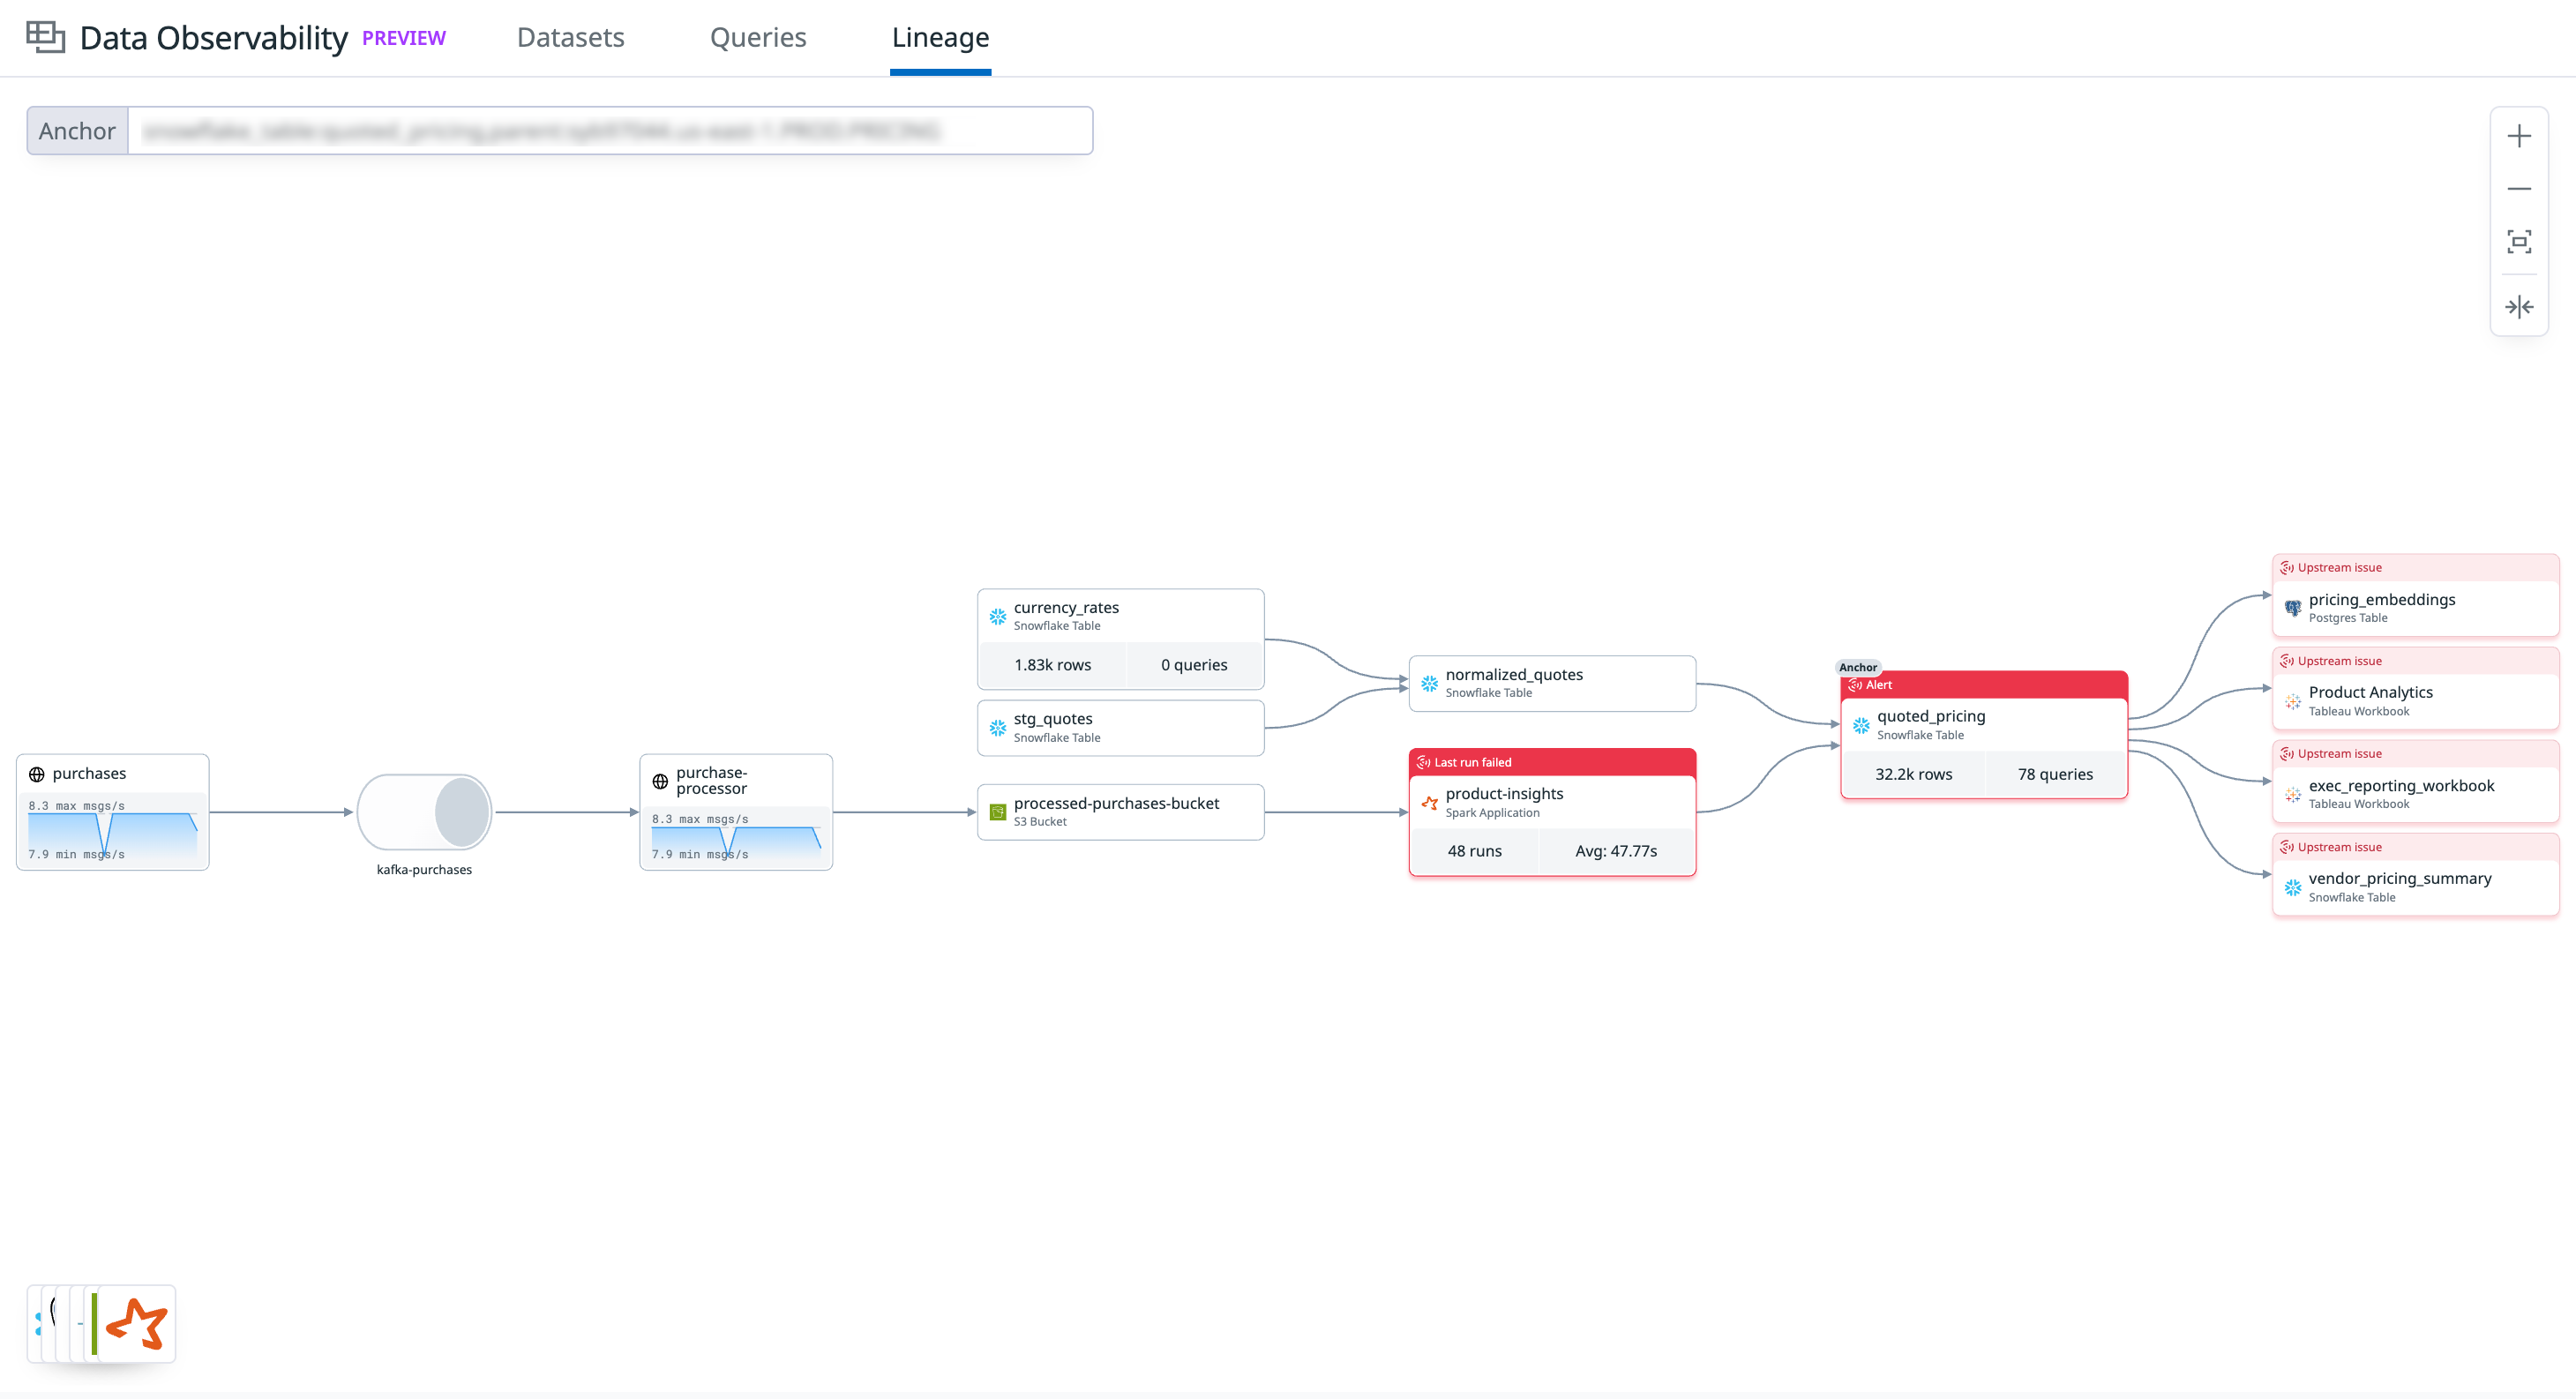 Data Observability PREVIEW Datasets Queries Lineage
Anchor
currency_rates
Snowflake Table
1.83k rows 0 queries
stg_quotes
Snowflake Table
purchases
8.3 max msgs/s
7.9 min msgs/s
kafka-purchases
purchase-
processor
8.3 max msgs/s
7.9 min msgs/s
processed-purchases-bucket
S3 Bucket
normalized_quotes
Snowflake Table
Last run failed
product-insights
Spark Application
48 runs Avg: 47.77s
Anchor
Alert
quoted_pricing
Snowflake Table
32.2k rows 78 queries
Upstream issue
pricing_embeddings
Postgres Table
Upstream issue
Product Analytics
Tableau Workbook
Upstream issue
exec_reporting_workbook
Tableau Workbook
Upstream issue
vendor_pricing_summary
Snowflake Table